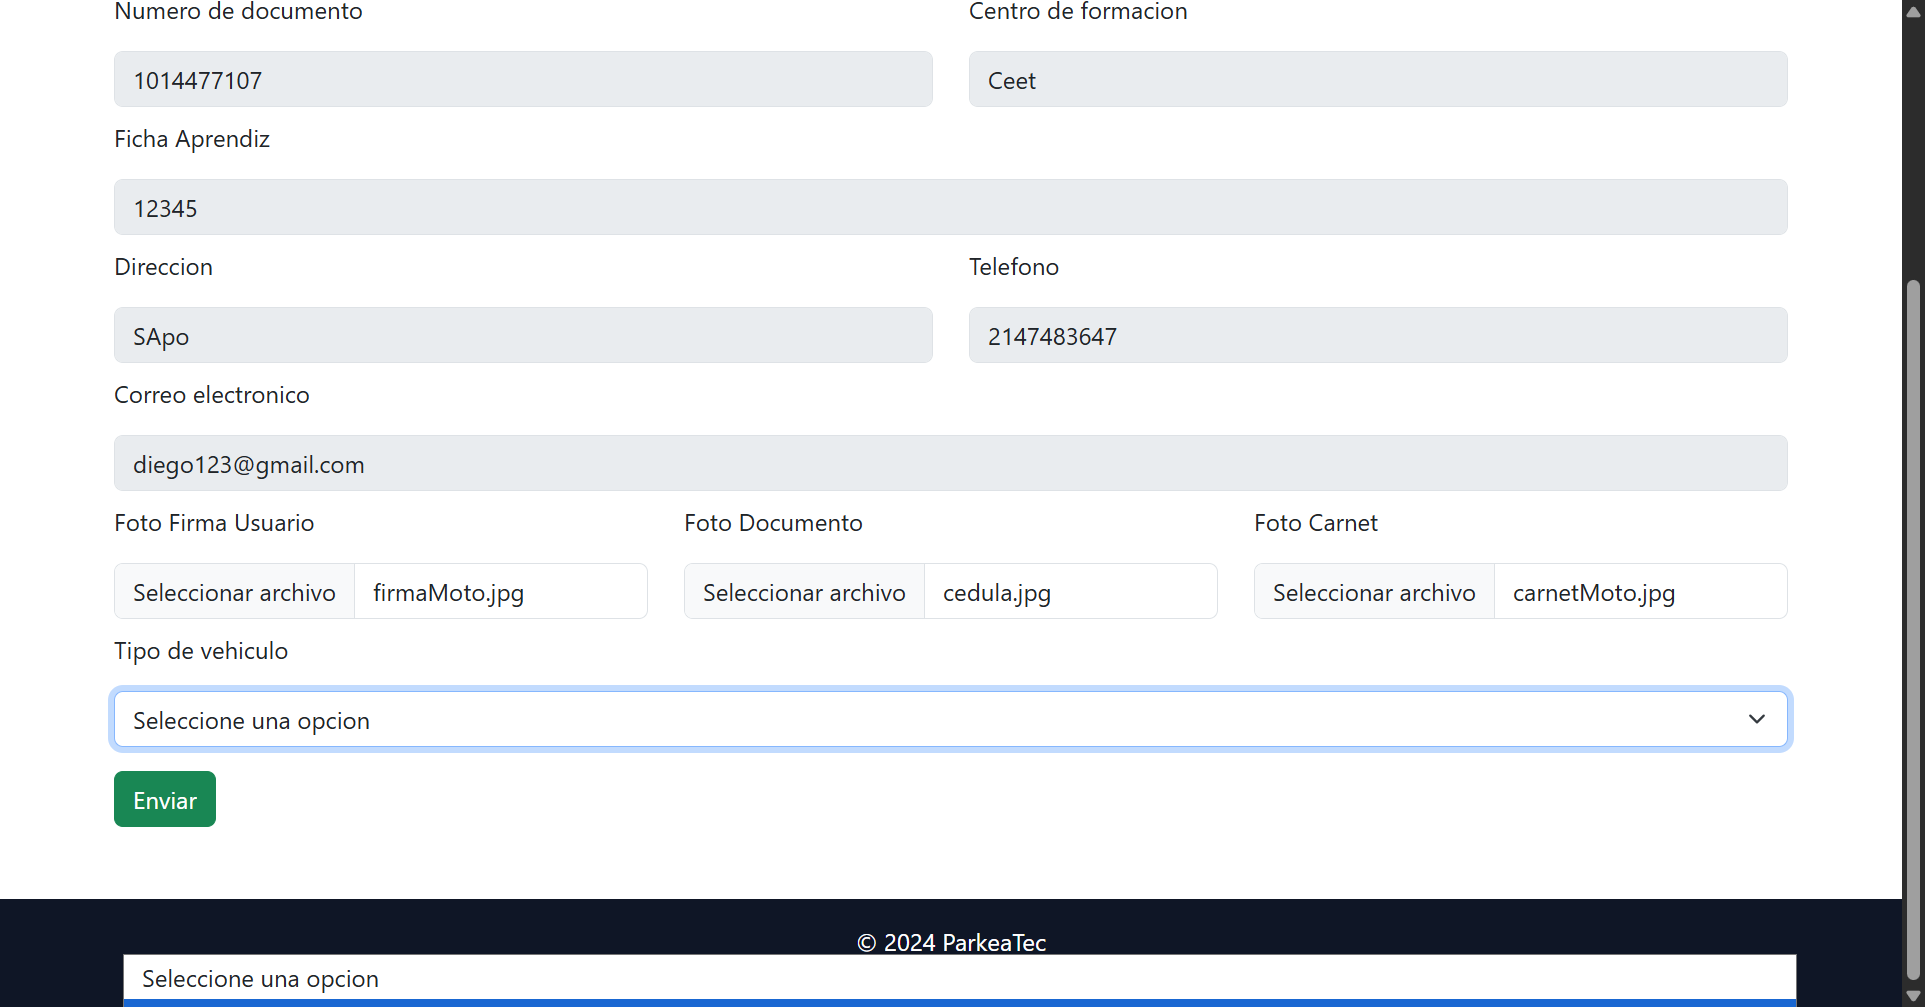 Numero de documento
Centro de formacion
1014477107
Ceet
Ficha Aprendiz
12345
Direccion
Telefono
SApo
2147483647
Correo electronico
diego123@gmail.com
Foto Firma Usuario
Foto Documento
Foto Carnet
Seleccionar archivo firmaMoto.jpg
Seleccionar archivo cedula.jpg
Seleccionar archivo carnetMoto.jpg
Tipo de vehiculo
Seleccione una opcion
Enviar
© 2024 ParkeaTec
Seleccione una opcion